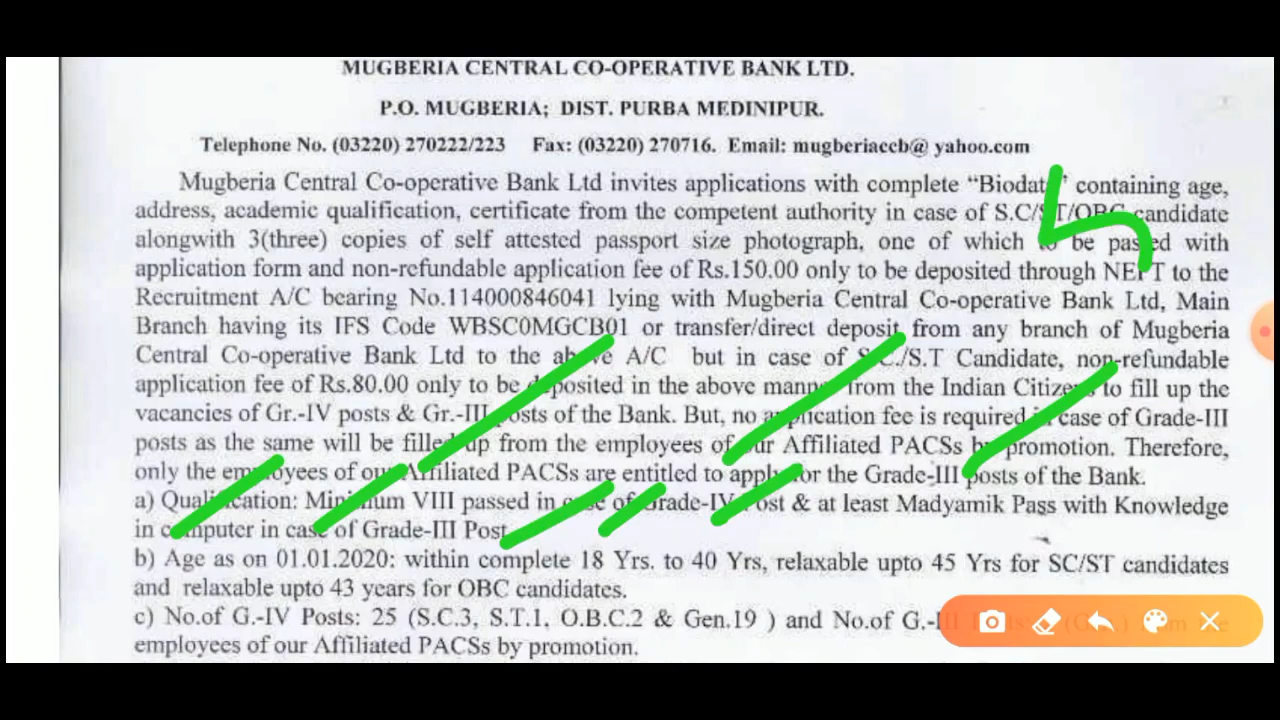 MUGBERIA CENTRAL CO-OPERATIVE BANK LTD.
P.O. MUGBERIA; DIST. PURBA MEDINIPUR.
Telephone No. (03220) 270222/223 Fax: (03220) 270716. Email: mugberiaccb@ yahoo.com
Mugberia Central Co-operative Bank Ltd invites applications with complete “Biodata” containing age,
address, academic qualification, certificate from the competent authority in case of S.C/S.T/OBC candidate
alongwith 3(three) copies of self attested passport size photograph, one of which to be passed with
application form and non-refundable application fee of Rs.150.00 only to be deposited through NEFT to the
Recruitment A/C bearing No.114000846041 lying with Mugberia Central Co-operative Bank Ltd, Main
Branch having its IFS Code WBSC0MGCB01 or transfer/direct deposit from any branch of Mugberia
Central Co-operative Bank Ltd to the above A/C but in case of S.C./S.T Candidate, non-refundable
application fee of Rs.80.00 only to be deposited in the above manner from the Indian Citizens to fill up the
vacancies of Gr.-IV posts & Gr.-III posts of the Bank. But, no application fee is required in case of Grade-III
posts as the same will be filled up from the employees of our Affiliated PACSs by promotion. Therefore,
only the employees of our Affiliated PACSs are entitled to apply for the Grade-III posts of the Bank.
a) Qualification: Minimum VIII passed in case of Grade-IV Post & at least Madyamik Pass with Knowledge
in computer in case of Grade-III Post
b) Age as on 01.01.2020: within complete 18 Yrs. to 40 Yrs, relaxable upto 45 Yrs for SC/ST candidates
and relaxable upto 43 years for OBC candidates.
c) No.of G.-IV Posts: 25 (S.C.3, S.T.1, O.B.C.2 & Gen.19 ) and No.of G.-III
employees of our Affiliated PACSs by promotion.